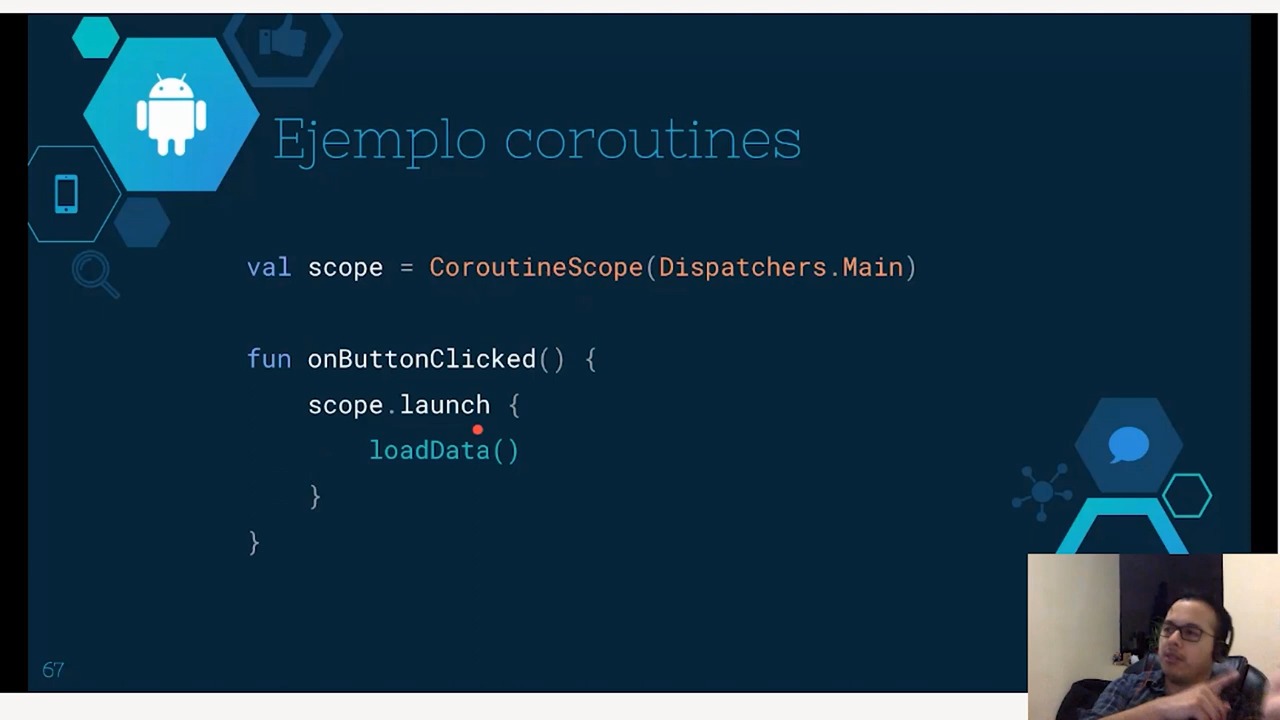 Ejemplo coroutines
val scope = CoroutineScope(Dispatchers.Main)
fun onButtonClicked() {
scope.launch {
loadData()
}
}
67